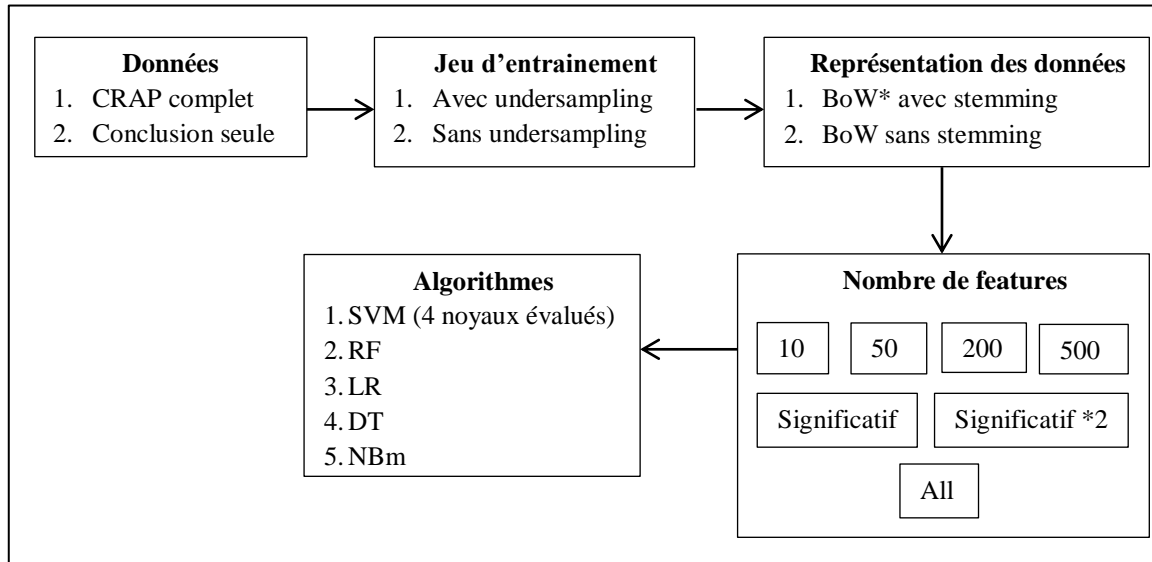 Données
1. CRAP complet
2. Conclusion seule
Jeu d'entrainement
1. Avec undersampling
2. Sans undersampling
Représentation des données
1. BoW* avec stemming
2. BoW sans stemming
Nombre de features
10 50 200 500
Significatif Significatif *2
All
Algorithmes
1. SVM (4 noyaux évalués)
2. RF
3. LR
4. DT
5. NBm